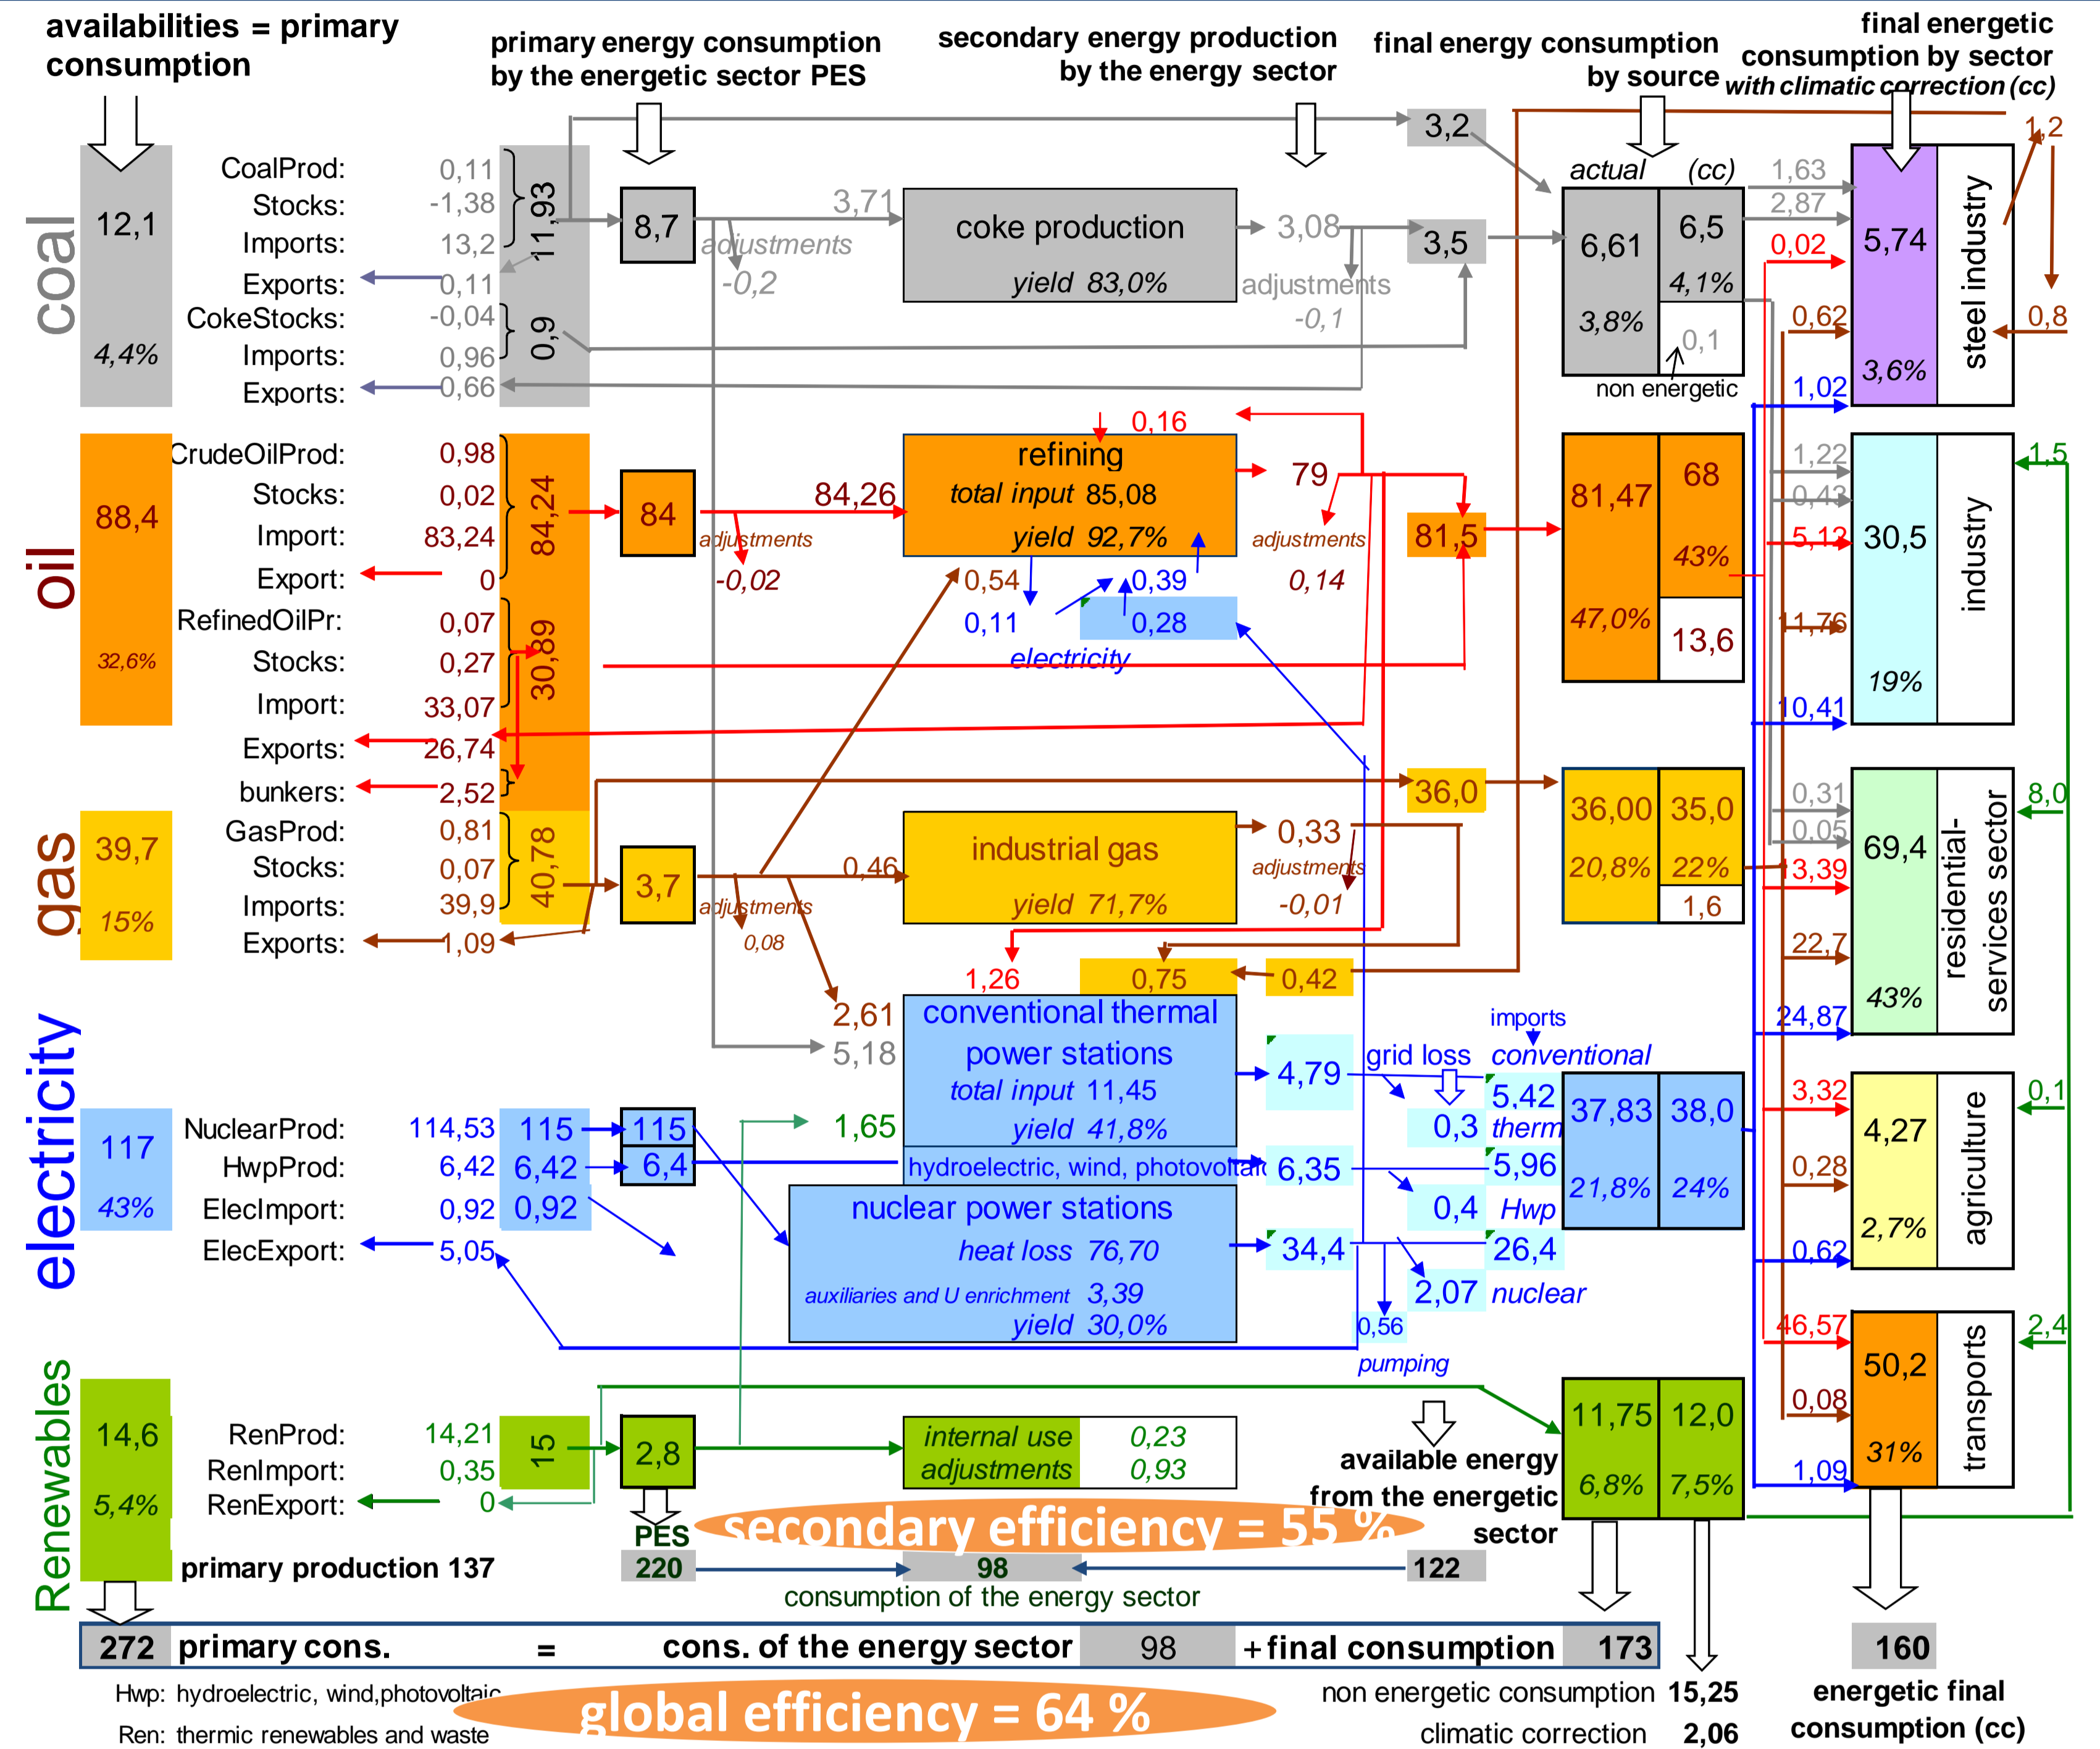 availabilities = primary
consumption
primary energy consumption
by the energetic sector PES
secondary energy production
by the energy sector
final energy consumption
by source
final energetic
consumption by sector
with climatic correction (cc)
coal
12,1
4,4%
CoalProd: 0,11
Stocks: -1,38
Imports: 13,2
Exports: 0,11
CokeStocks: -0,04
Imports: 0,96
Exports: 0,66
11,93
0,9
8,7
adjustments
-0,2
3,71
coke production
yield 83,0%
3,08
adjustments
-0,1
3,2
3,5
actual (cc)
6,61
3,8%
6,5
4,1%
0,1
non energetic
1,63
2,87
0,02
0,62
1,02
5,74
3,6%
steel industry
1,2
0,8
oil
88,4
32,6%
CrudeOilProd: 0,98
Stocks: 0,02
Import: 83,24
Export: 0
RefinedOilPr: 0,07
Stocks: 0,27
Import: 33,07
Exports: 26,74
bunkers: 2,52
84,24
30,89
84
84,26
adjustments
-0,02
0,16
refining
total input 85,08
yield 92,7%
0,54
0,39
0,11
0,28
electricity
79
adjustments
0,14
81,5
81,47
47,0%
68
43%
13,6
1,22
0,43
5,12
11,76
10,41
30,5
19%
industry
1,5
gas
39,7
15%
GasProd: 0,81
Stocks: 0,07
Imports: 39,9
Exports: 1,09
40,78
3,7
adjustments
0,08
0,46
industrial gas
yield 71,7%
0,33
adjustments
-0,01
36,0
36,00
20,8%
35,0
22%
1,6
0,31
0,05
13,39
22,7
24,87
69,4
43%
residential-
services sector
8,0
1,26
0,75
0,42
2,61
5,18
1,65
conventional thermal
power stations
total input 11,45
yield 41,8%
hydroelectric, wind, photovoltaic
nuclear power stations
heat loss 76,70
auxiliaries and U enrichment 3,39
yield 30,0%
electricity
117
43%
NuclearProd: 114,53
HwpProd: 6,42
ElecImport: 0,92
ElecExport: 5,05
115
6,42
0,92
115
6,4
4,79
6,35
34,4
grid loss
imports
conventional
5,42
0,3 therm
5,96
0,4 Hwp
26,4
2,07 nuclear
0,56
pumping
37,83
21,8%
38,0
24%
3,32
0,28
0,62
4,27
2,7%
agriculture
0,1
46,57
0,08
1,09
50,2
31%
transports
2,4
Renewables
14,6
5,4%
RenProd: 14,21
RenImport: 0,35
RenExport: 0
15
2,8
internal use 0,23
adjustments 0,93
available energy
from the energetic
sector
11,75
6,8%
12,0
7,5%
PES
secondary efficiency = 55 %
primary production 137
220
98
122
consumption of the energy sector
272 primary cons. = cons. of the energy sector 98 +final consumption 173
160
Hwp: hydroelectric, wind,photovoltaic
Ren: thermic renewables and waste
global efficiency = 64 %
non energetic consumption 15,25
climatic correction 2,06
energetic final
consumption (cc)